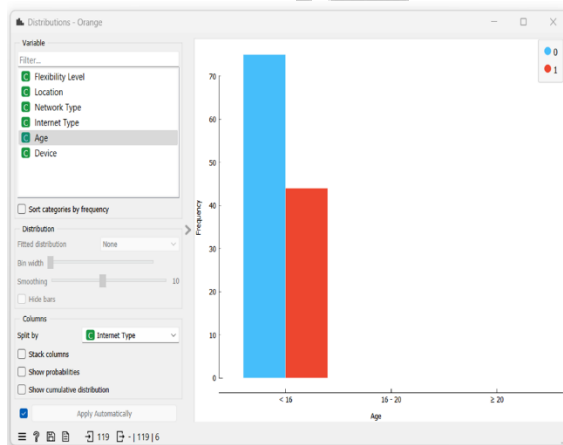 Distributions - Orange
Variable
Filter...
C Flexibility Level
C Location
C Network Type
C Internet Type
C Age
C Device
Sort categories by frequency
Distribution
Fitted distribution None
Bin width
Smoothing 10
Hide bars
Columns
Split by C Internet Type
Stack columns
Show probabilities
Show cumulative distribution
Apply Automatically
119 - | 119 | 6
0
1
Frequency
70
60
50
40
30
20
10
0
< 16 16 - 20 ≥ 20
Age